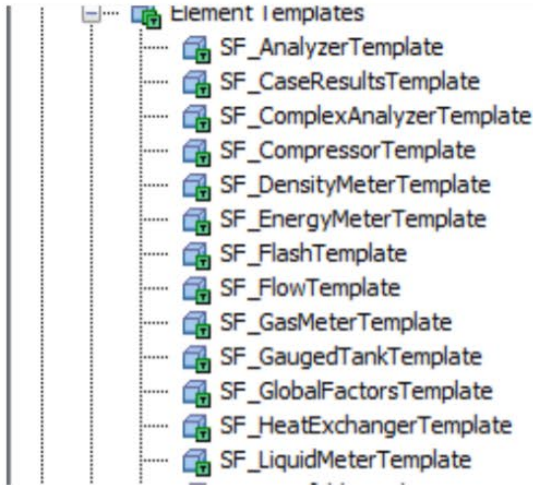 Element Templates
SF_AnalyzerTemplate
SF_CaseResultsTemplate
SF_ComplexAnalyzerTemplate
SF_CompressorTemplate
SF_DensityMeterTemplate
SF_EnergyMeterTemplate
SF_FlashTemplate
SF_FlowTemplate
SF_GasMeterTemplate
SF_GaugedTankTemplate
SF_GlobalFactorsTemplate
SF_HeatExchangerTemplate
SF_LiquidMeterTemplate